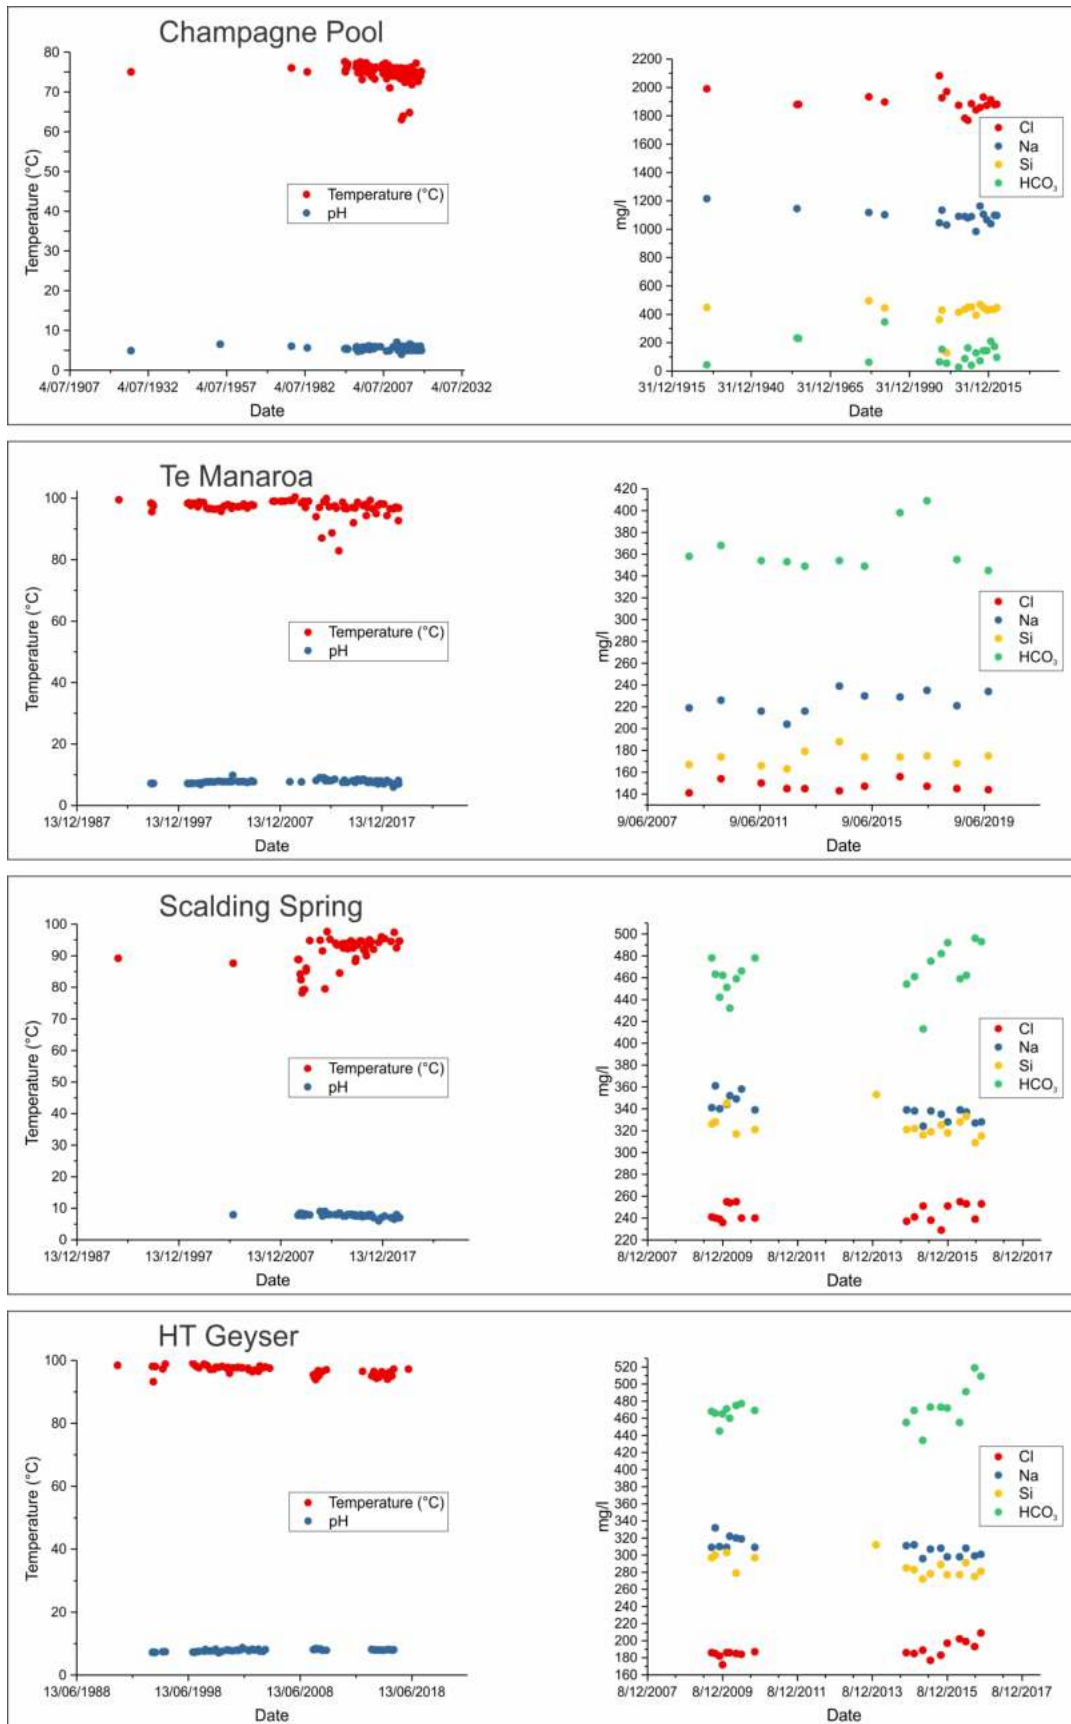 Champagne Pool
80
70
60
50
40
30
20
10
0
Temperature (°C)
4/07/1907 4/07/1932 4/07/1957 4/07/1982 4/07/2007 4/07/2032
Date
Temperature (°C)
pH
2200
2000
1800
1600
1400
1200
1000
800
600
400
200
0
mg/l
31/12/1915 31/12/1940 31/12/1965 31/12/1990 31/12/2015
Date
Cl
Na
Si
HCO₃
Te Manaroa
100
80
60
40
20
0
Temperature (°C)
13/12/1987 13/12/1997 13/12/2007 13/12/2017
Date
Temperature (°C)
pH
420
400
380
360
340
320
300
280
260
240
220
200
180
160
140
mg/l
9/06/2007 9/06/2011 9/06/2015 9/06/2019
Date
Cl
Na
Si
HCO₃
Scalding Spring
100
90
80
70
60
50
40
30
20
10
0
Temperature (°C)
13/12/1987 13/12/1997 13/12/2007 13/12/2017
Date
Temperature (°C)
pH
500
480
460
440
420
400
380
360
340
320
300
280
260
240
220
mg/l
8/12/2007 8/12/2009 8/12/2011 8/12/2013 8/12/2015 8/12/2017
Date
Cl
Na
Si
HCO₃
HT Geyser
100
80
60
40
20
0
Temperature (°C)
13/06/1988 13/06/1998 13/06/2008 13/06/2018
Date
Temperature (°C)
pH
520
500
480
460
440
420
400
380
360
340
320
300
280
260
240
220
200
180
160
mg/l
8/12/2007 8/12/2009 8/12/2011 8/12/2013 8/12/2015 8/12/2017
Date
Cl
Na
Si
HCO₃